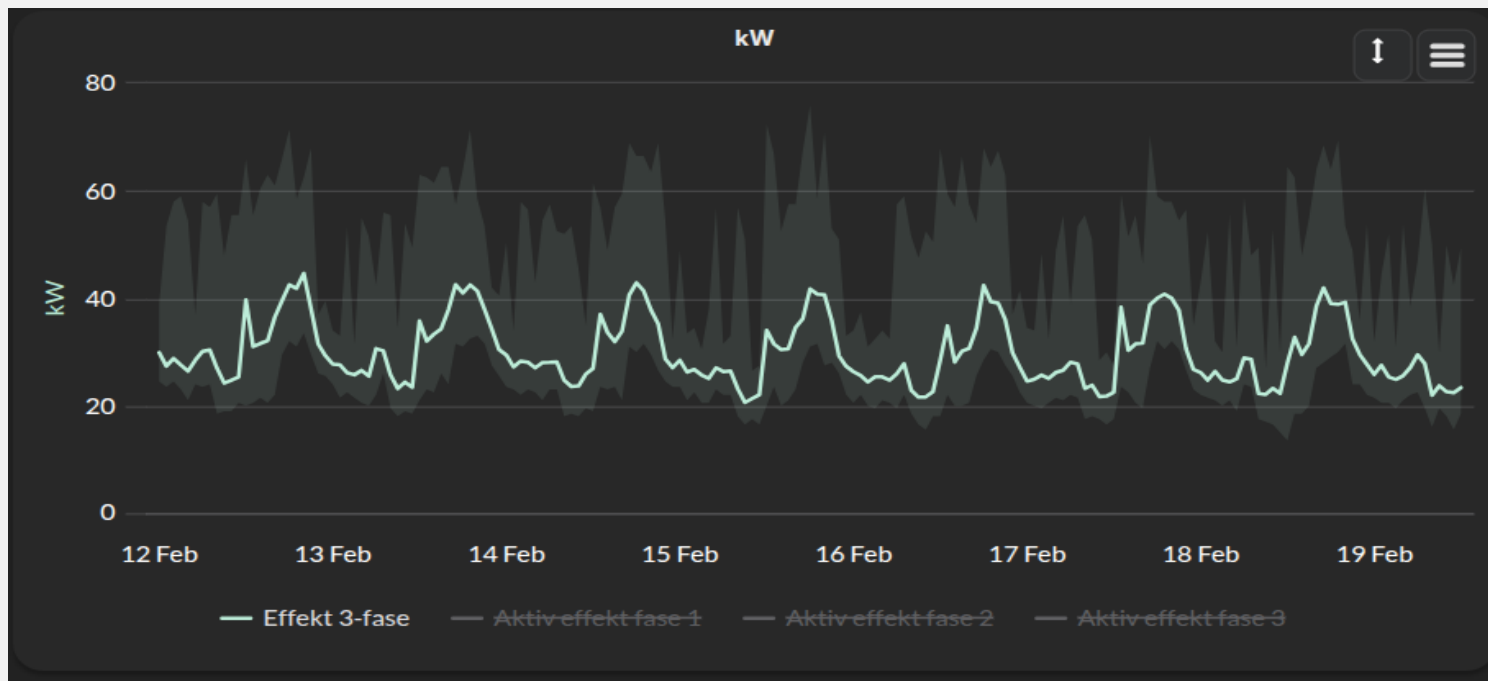 kW
80
60
40
20
0
kW
12 Feb 13 Feb 14 Feb 15 Feb 16 Feb 17 Feb 18 Feb 19 Feb
Effekt 3-fase Aktiv effekt fase 1 Aktiv effekt fase 2 Aktiv effekt fase 3